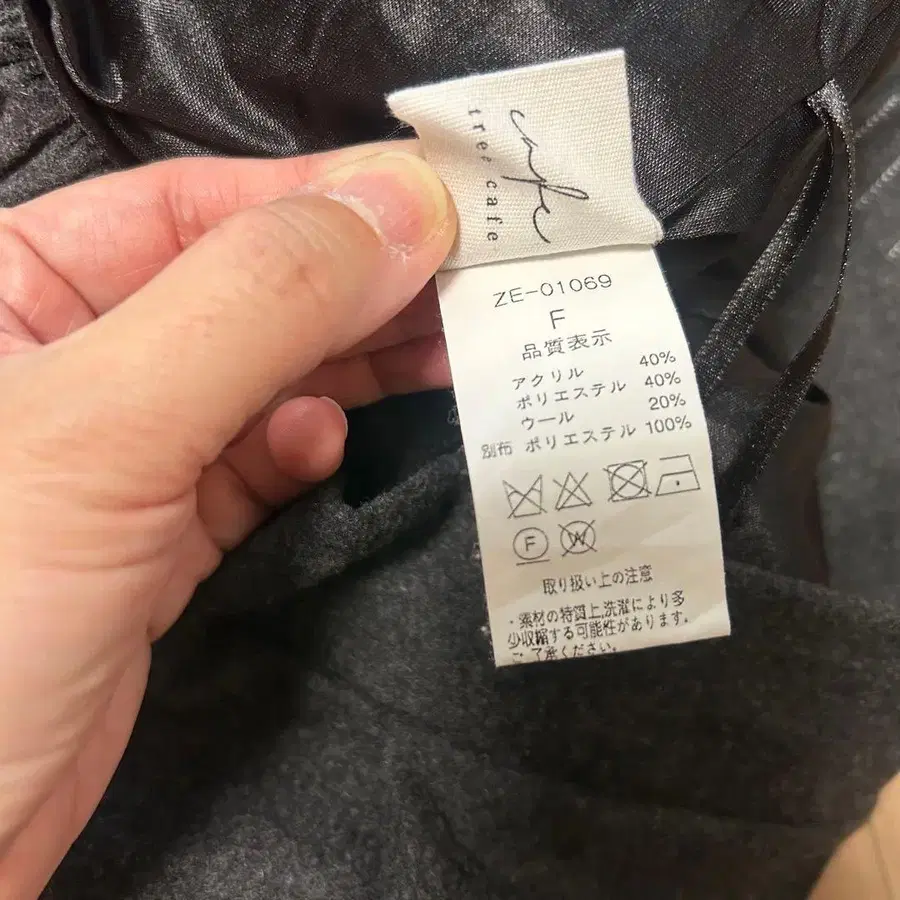 cafe
tree cafe
ZE-01069
F
品質表示
アクリル 40%
ポリエステル 40%
ウール 20%
別布 ポリエステル 100%
F
W
取り扱い上の注意
・素材の特質上,洗濯により多
少収縮する可能性があります。
ご了承ください。